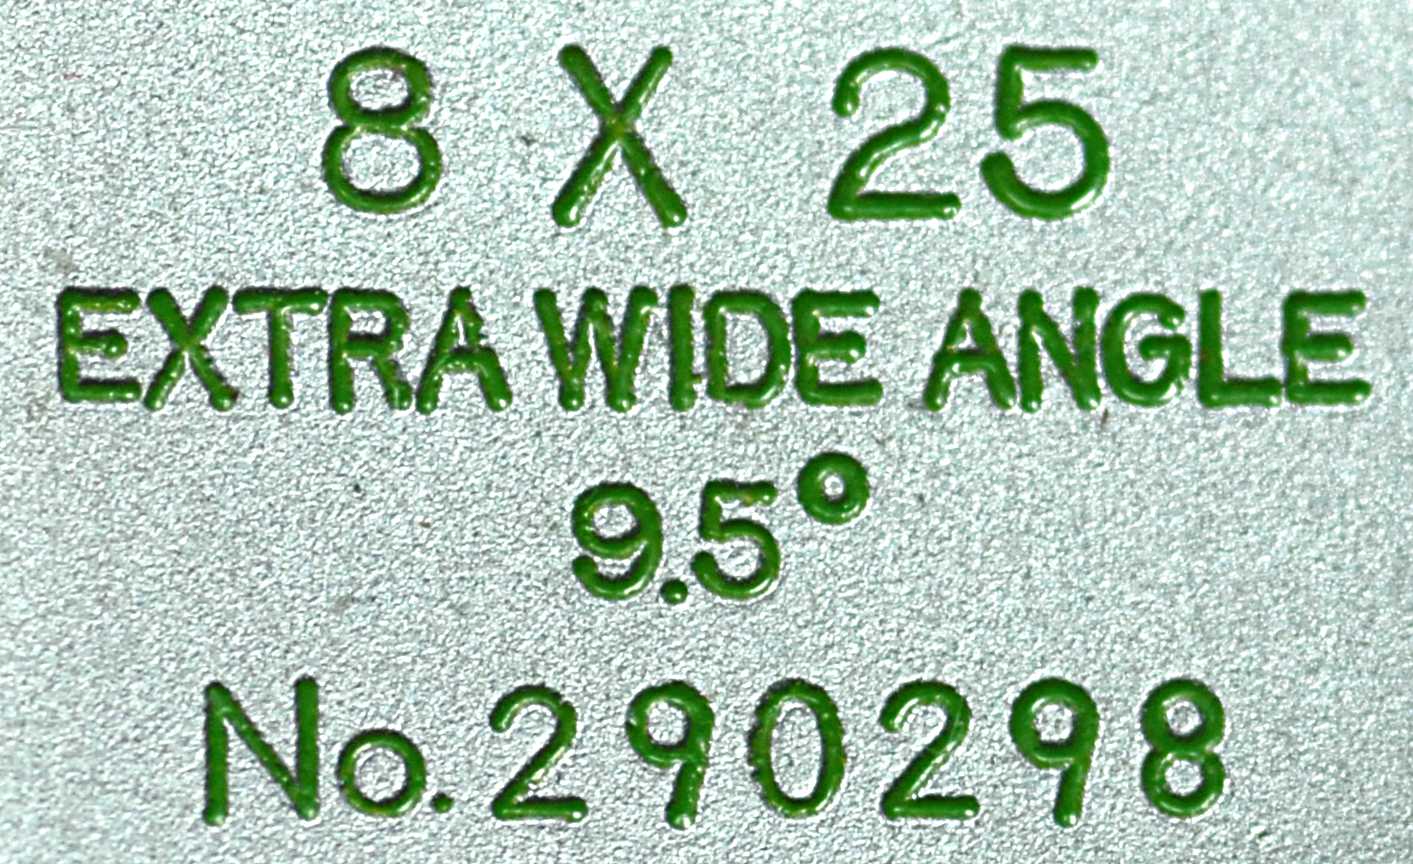 8 X 25
EXTRA WIDE ANGLE
9.5°
No.290298